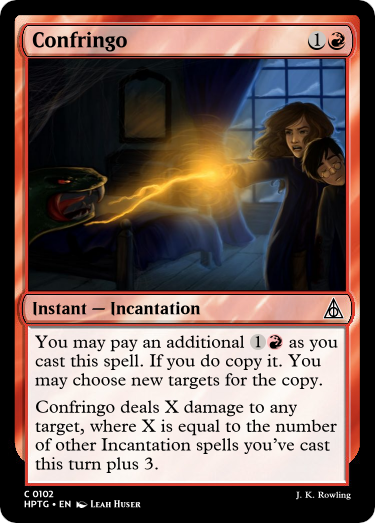 Confringo 1
Instant — Incantation
You may pay an additional 1 as you
cast this spell. If you do copy it. You
may choose new targets for the copy.
Confringo deals X damage to any
target, where X is equal to the number
of other Incantation spells you've cast
this turn plus 3.
C 0102
HPTG • EN Leah Huser
J. K. Rowling